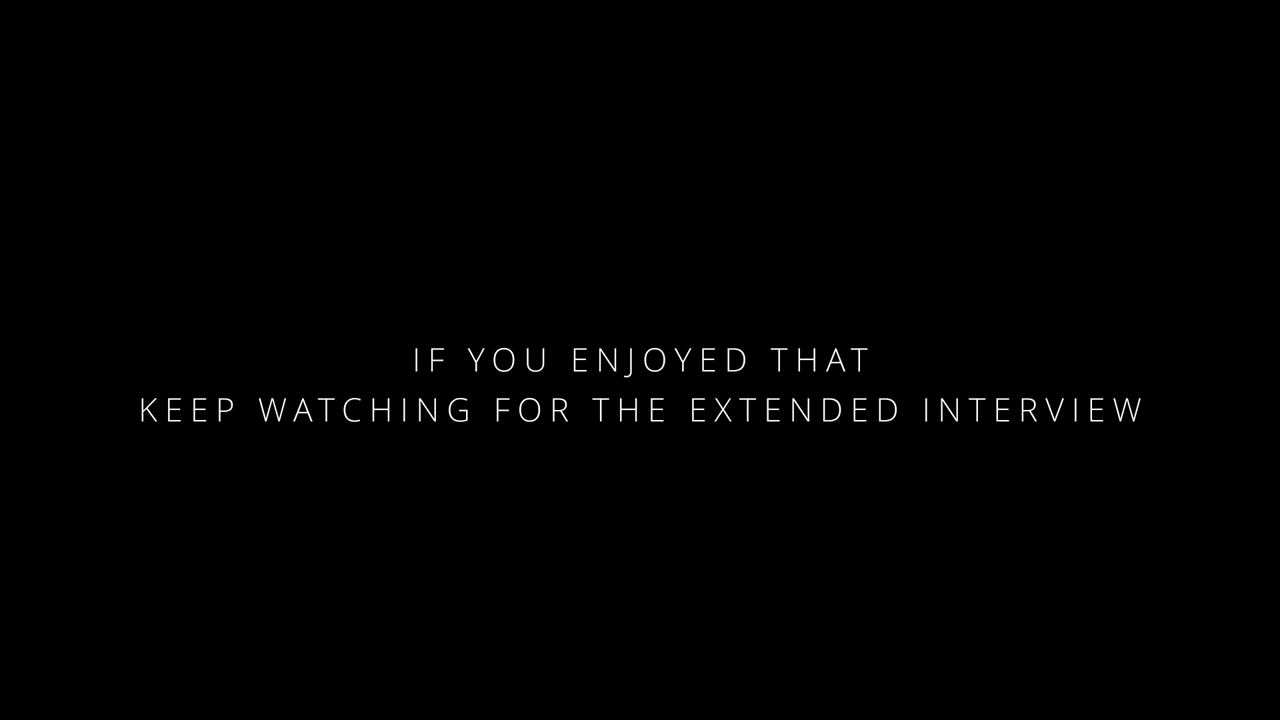 IF YOU ENJOYED THAT
KEEP WATCHING FOR THE EXTENDED INTERVIEW